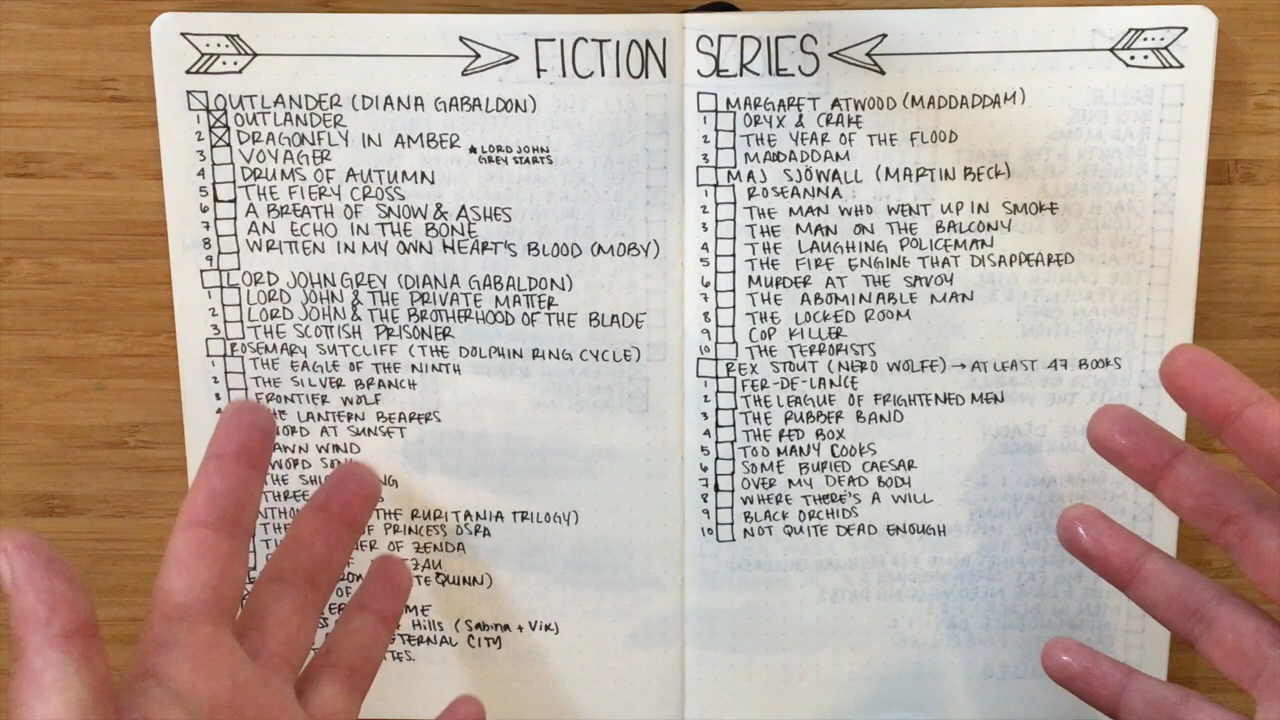 FICTION SERIES
OUTLANDER (DIANA GABALDON)
1 OUTLANDER
2 DRAGONFLY IN AMBER
★ LORD JOHN
GREY STARTS
3 VOYAGER
4 DRUMS OF AUTUMN
5 THE FIERY CROSS
6 A BREATH OF SNOW & ASHES
7 AN ECHO IN THE BONE
8 WRITTEN IN MY OWN HEART'S BLOOD (MOBY)
9
LORD JOHN GREY (DIANA GABALDON)
1 LORD JOHN & THE PRIVATE MATTER
2 LORD JOHN & THE BROTHERHOOD OF THE BLADE
3 THE SCOTTISH PRISONER
ROSEMARY SUTCLIFF (THE DOLPHIN RING CYCLE)
1 THE EAGLE OF THE NINTH
2 THE SILVER BRANCH
3 FRONTIER WOLF
4 THE LANTERN BEARERS
AT SUNSET
WIND
THE
THREE
THE RURITANIA TRILOGY)
THE OF PRINCESS OSRA
OF ZENDA
QUINN)
OF
Hills (Sabina + Vix)
ETERNAL CITY
MARGARET ATWOOD (MADDADDAM)
1 ORYX & CRAKE
2 THE YEAR OF THE FLOOD
3 MADDADDAM
MAJ SJÖWALL (MARTIN BECK)
1 ROSEANNA
2 THE MAN WHO WENT UP IN SMOKE
3 THE MAN ON THE BALCONY
4 THE LAUGHING POLICEMAN
5 THE FIRE ENGINE THAT DISAPPEARED
6 MURDER AT THE SAVOY
7 THE ABOMINABLE MAN
8 THE LOCKED ROOM
9 COP KILLER
10 THE TERRORISTS
REX STOUT (NERO WOLFE) → AT LEAST 47 BOOKS
1 FER-DE-LANCE
2 THE LEAGUE OF FRIGHTENED MEN
3 THE RUBBER BAND
4 THE RED BOX
5 TOO MANY COOKS
6 SOME BURIED CAESAR
7 OVER MY DEAD BODY
8 WHERE THERE'S A WILL
9 BLACK ORCHIDS
10 NOT QUITE DEAD ENOUGH